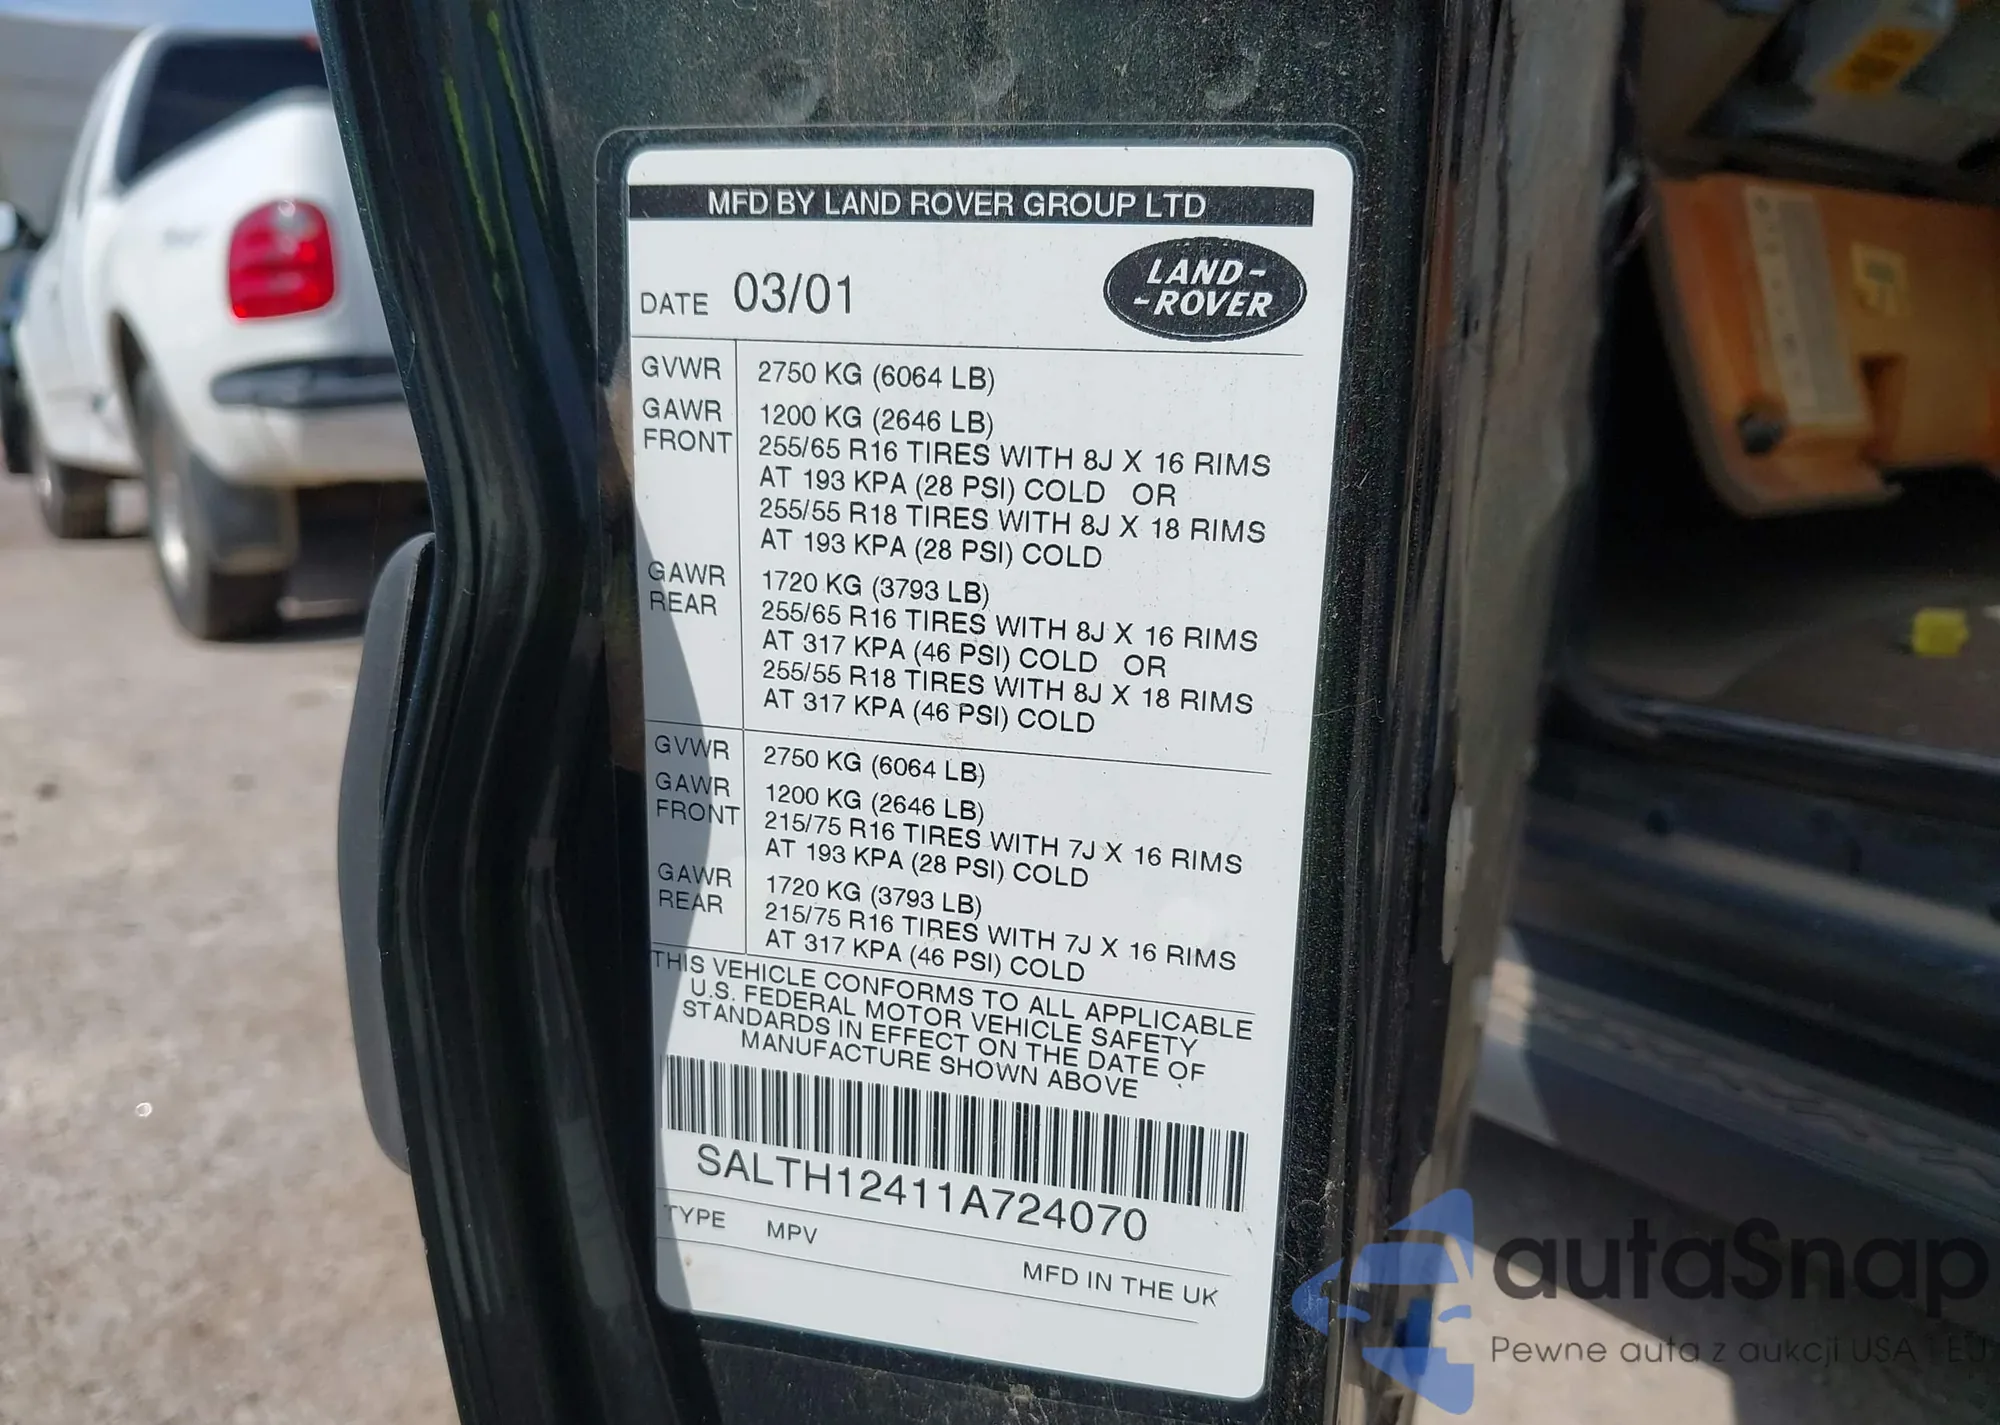 MFD BY LAND ROVER GROUP LTD
DATE 03/01
LAND-
-ROVER
GVWR 2750 KG (6064 LB)
GAWR 1200 KG (2646 LB)
FRONT 255/65 R16 TIRES WITH 8J X 16 RIMS
AT 193 KPA (28 PSI) COLD OR
255/55 R18 TIRES WITH 8J X 18 RIMS
AT 193 KPA (28 PSI) COLD
GAWR 1720 KG (3793 LB)
REAR 255/65 R16 TIRES WITH 8J X 16 RIMS
AT 317 KPA (46 PSI) COLD OR
255/55 R18 TIRES WITH 8J X 18 RIMS
AT 317 KPA (46 PSI) COLD
GVWR 2750 KG (6064 LB)
GAWR 1200 KG (2646 LB)
FRONT 215/75 R16 TIRES WITH 7J X 16 RIMS
AT 193 KPA (28 PSI) COLD
GAWR 1720 KG (3793 LB)
REAR 215/75 R16 TIRES WITH 7J X 16 RIMS
AT 317 KPA (46 PSI) COLD
THIS VEHICLE CONFORMS TO ALL APPLICABLE
U.S. FEDERAL MOTOR VEHICLE SAFETY
STANDARDS IN EFFECT ON THE DATE OF
MANUFACTURE SHOWN ABOVE
SALTH12411A724070
TYPE MPV
MFD IN THE UK
autaSnap
Pewne auta z aukcji USA i EU